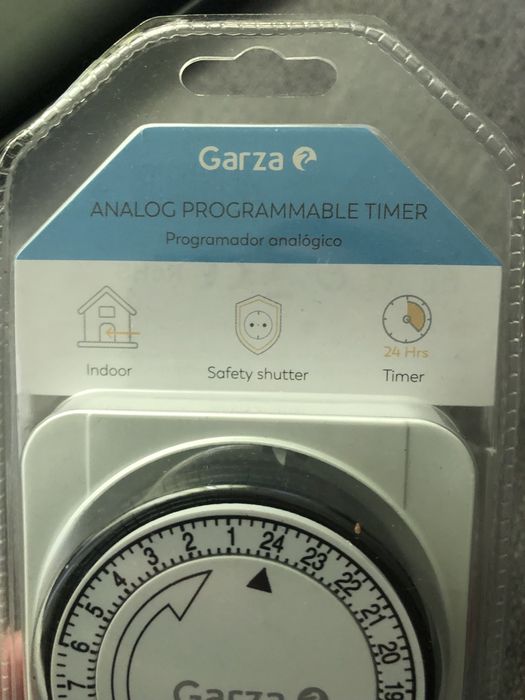 Garza
ANALOG PROGRAMMABLE TIMER
Programador analógico
24 Hrs
Indoor
Safety shutter
Timer
7 6 5 4 3 2 1 24 23 22 21 20 19
Garza